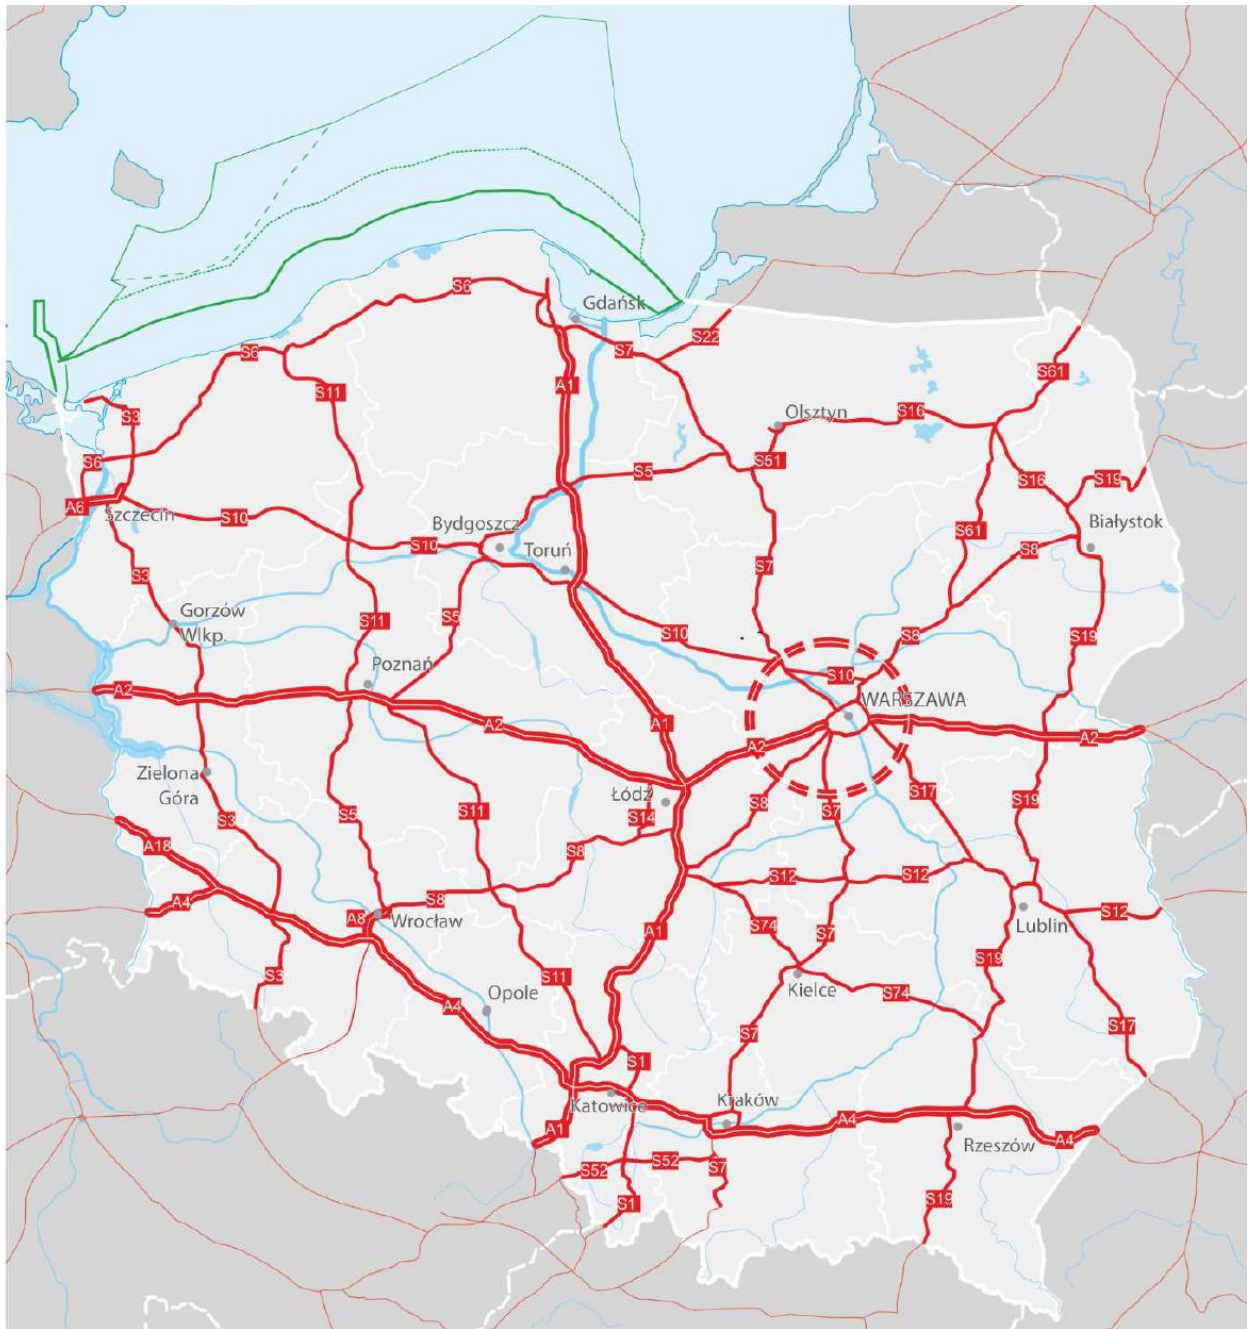 S6
Gdańsk
S7
S22
S6
S61
S11
A1
S3
Olsztyn
S16
S6
S51
S5
S16
S19
A6
Szczecin
S10
Bydgoszcz
S61
Białystok
S10
Toruń
S8
S7
S3
Gorzów
Wlkp.
S5
S11
S10
S8
S19
Poznań
S10
A2
WARSZAWA
A2
A1
A2
A2
Zielona
Góra
Łódź
S17
S19
S3
S5
S11
S14
S8
S7
A18
S8
S12
S12
A4
S8
A8
Wrocław
Lublin
S12
A1
S74
S7
S3
S11
S19
Kielce
S74
Opole
A4
S7
S17
S1
Katowice
Kraków
A1
A4
A4
Rzeszów
S52
S52
S7
S1
S19